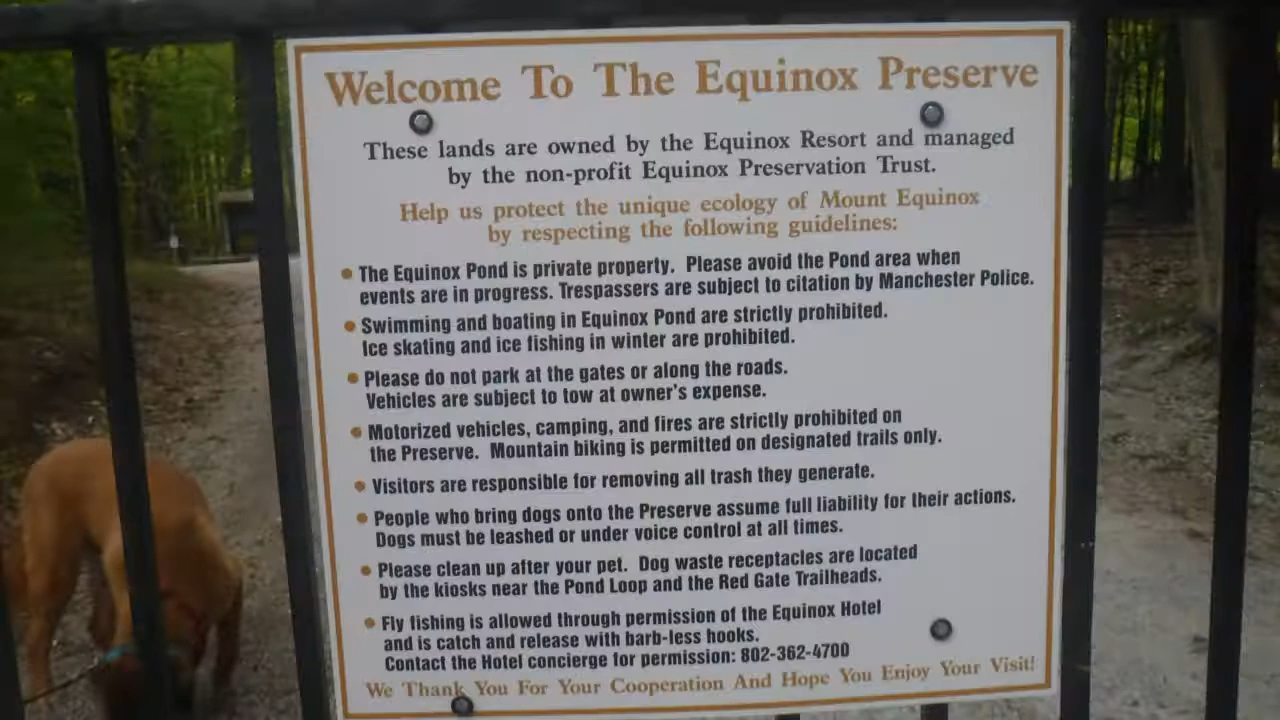 Welcome To The Equinox Preserve
These lands are owned by the Equinox Resort and managed
by the non-profit Equinox Preservation Trust.
Help us protect the unique ecology of Mount Equinox
by respecting the following guidelines:
• The Equinox Pond is private property. Please avoid the Pond area when
events are in progress. Trespassers are subject to citation by Manchester Police.
• Swimming and boating in Equinox Pond are strictly prohibited.
Ice skating and ice fishing in winter are prohibited.
• Please do not park at the gates or along the roads.
Vehicles are subject to tow at owner's expense.
• Motorized vehicles, camping, and fires are strictly prohibited on
the Preserve. Mountain biking is permitted on designated trails only.
• Visitors are responsible for removing all trash they generate.
• People who bring dogs onto the Preserve assume full liability for their actions.
Dogs must be leashed or under voice control at all times.
• Please clean up after your pet. Dog waste receptacles are located
by the kiosks near the Pond Loop and the Red Gate Trailheads.
• Fly fishing is allowed through permission of the Equinox Hotel
and is catch and release with barb-less hooks.
Contact the Hotel concierge for permission: 802-362-4700
We Thank You For Your Cooperation And Hope You Enjoy Your Visit!